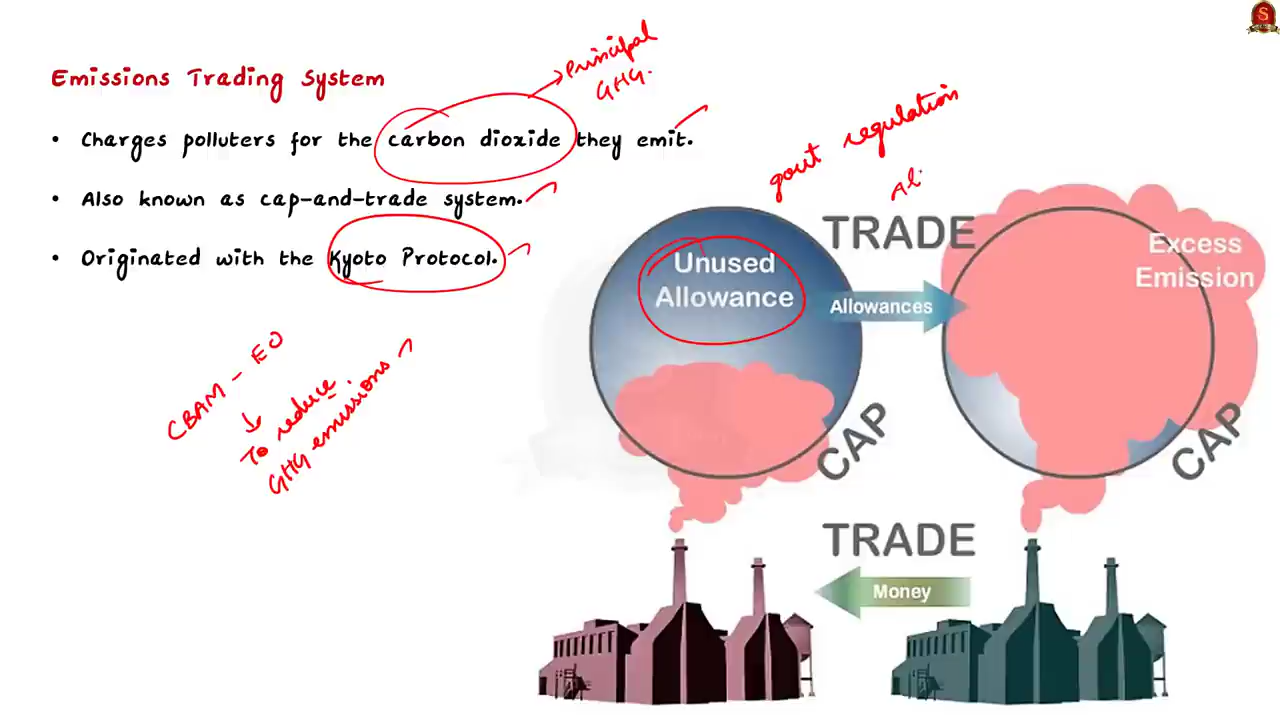 Emissions Trading System
Principal
GHG.
• Charges polluters for the carbon dioxide they emit.
• Also known as cap-and-trade system.
• Originated with the Kyoto Protocol.
CBAM - EU
To reduce
GHG emissions
govt regulation
Al
TRADE
Unused
Allowance
Allowances
Excess
Emission
CAP
CAP
TRADE
Money
S